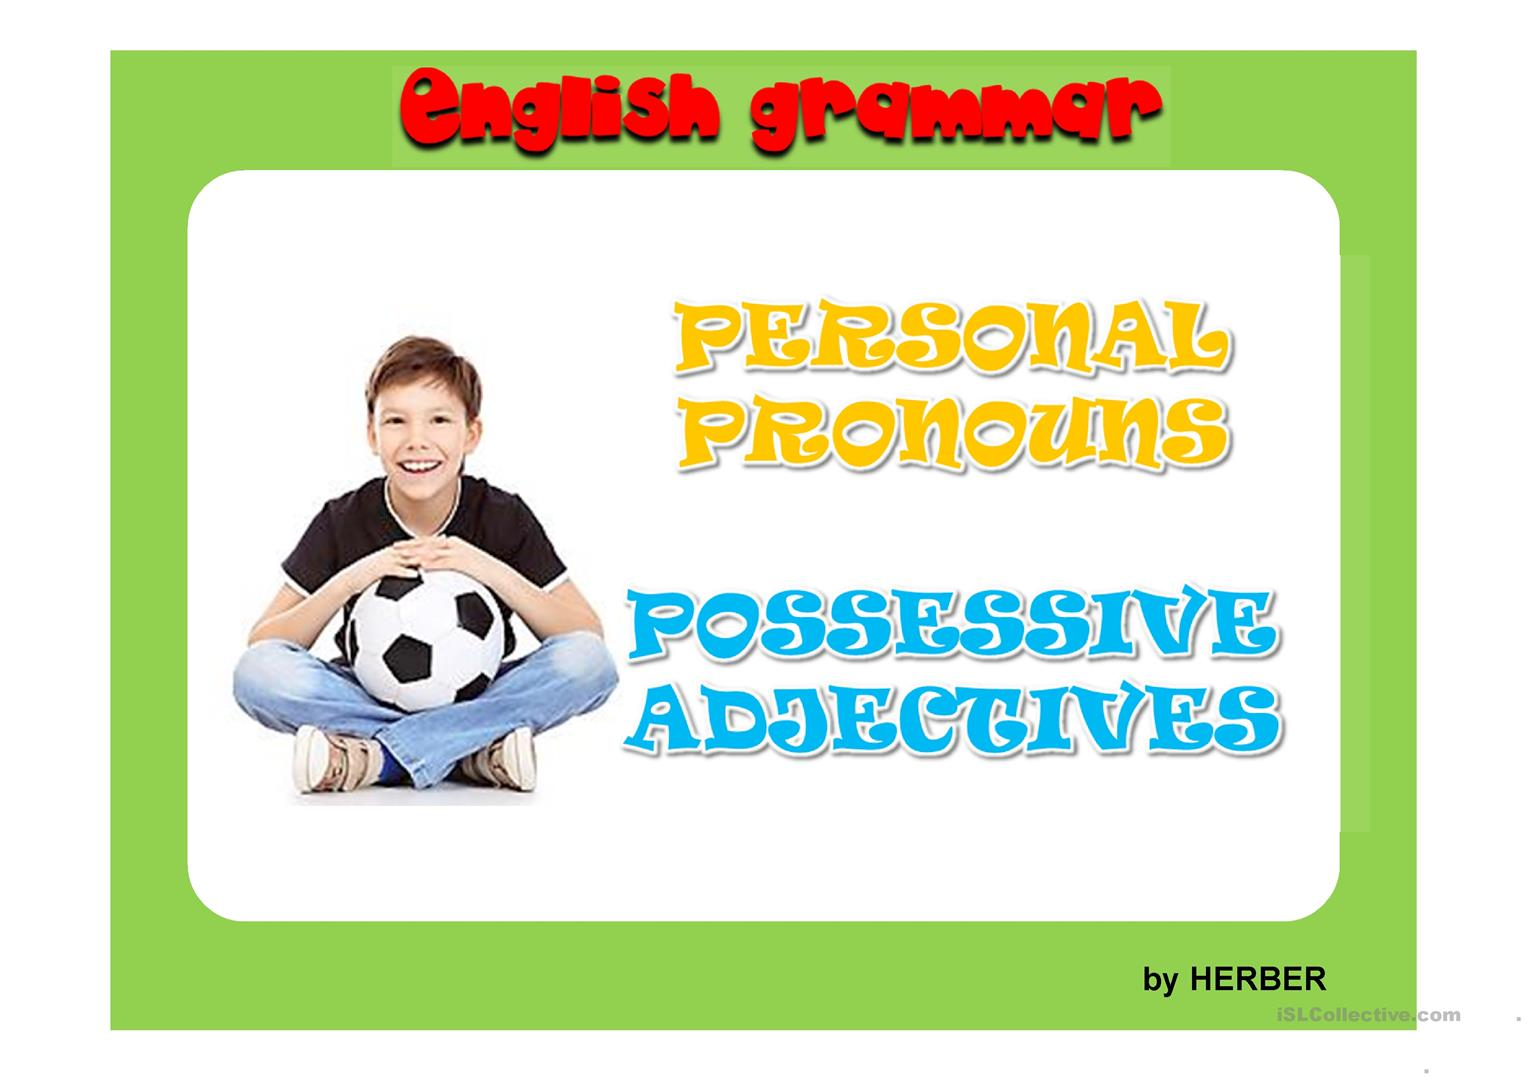 English grammar
PERSONAL
PRONOUNS
POSSESSIVE
ADJECTIVES
by HERBER
iSLCollective.com